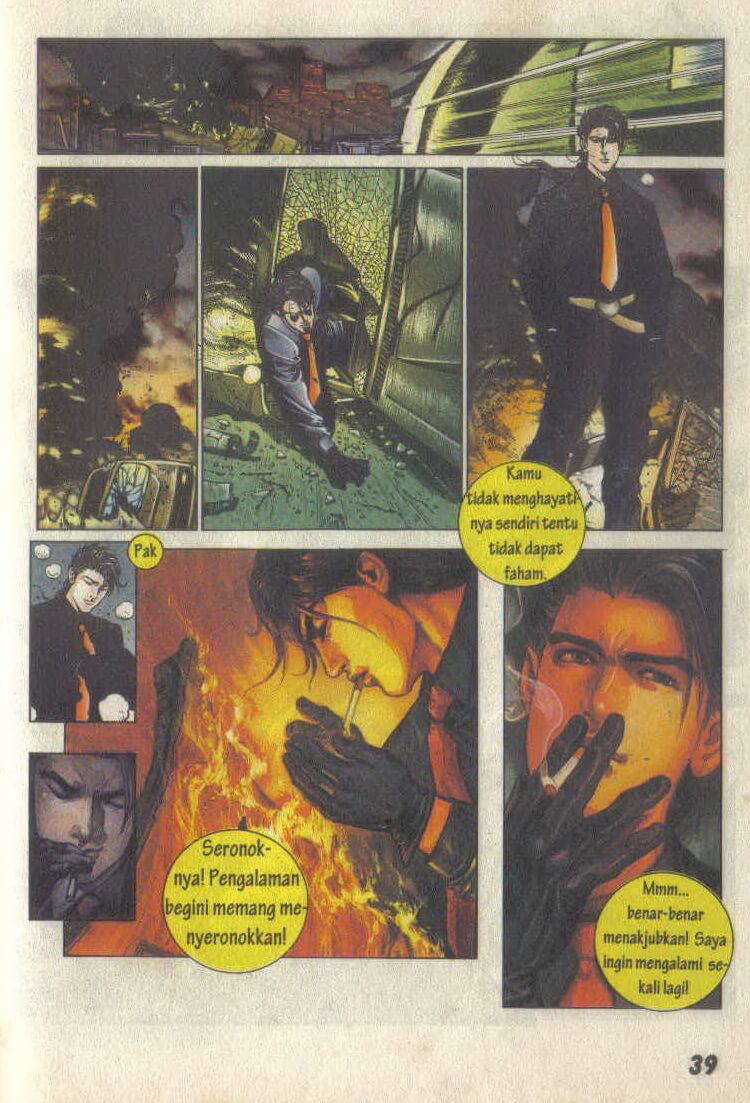 Kamu
tidak menghayati-
nya sendiri tentu
tidak dapat
faham.
Pak
Seronok-
nya! Pengalaman
begini memang me-
nyeronokkan!
Mmm...
benar-benar
menakjubkan! Saya
ingin mengalami se-
kali lagi!
39